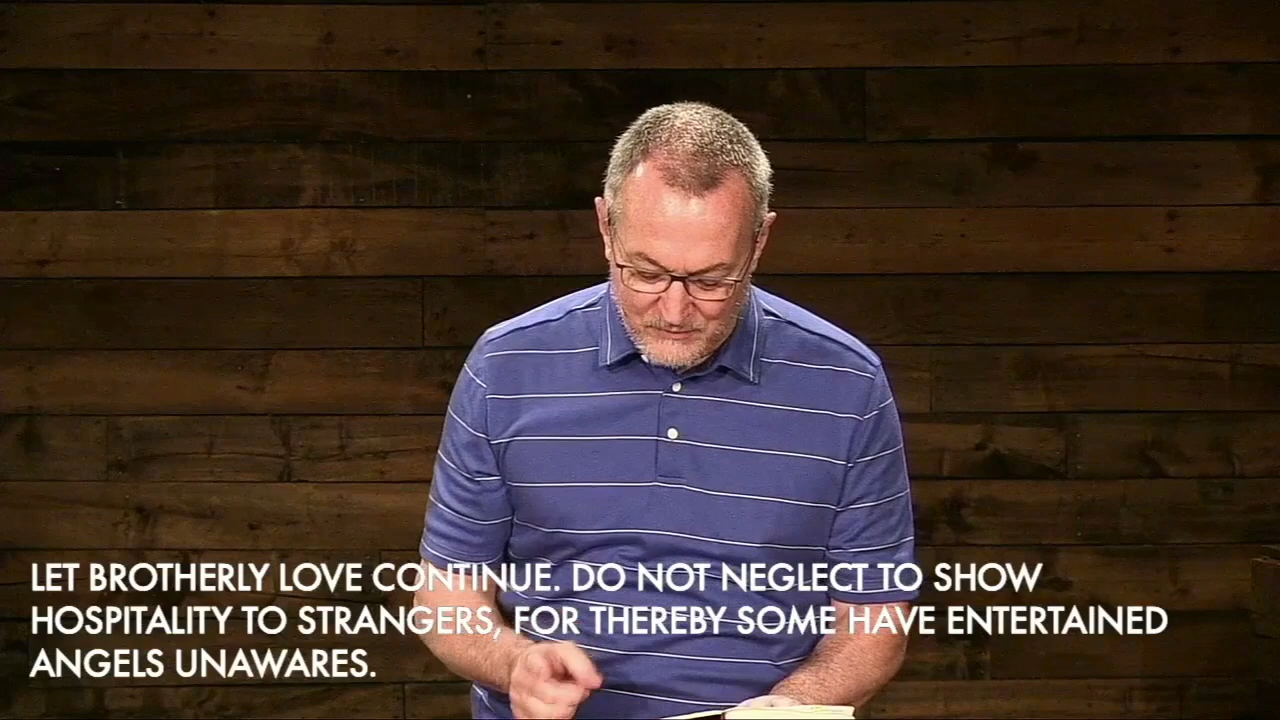 LET BROTHERLY LOVE CONTINUE. DO NOT NEGLECT TO SHOW
HOSPITALITY TO STRANGERS, FOR THEREBY SOME HAVE ENTERTAINED
ANGELS UNAWARES.